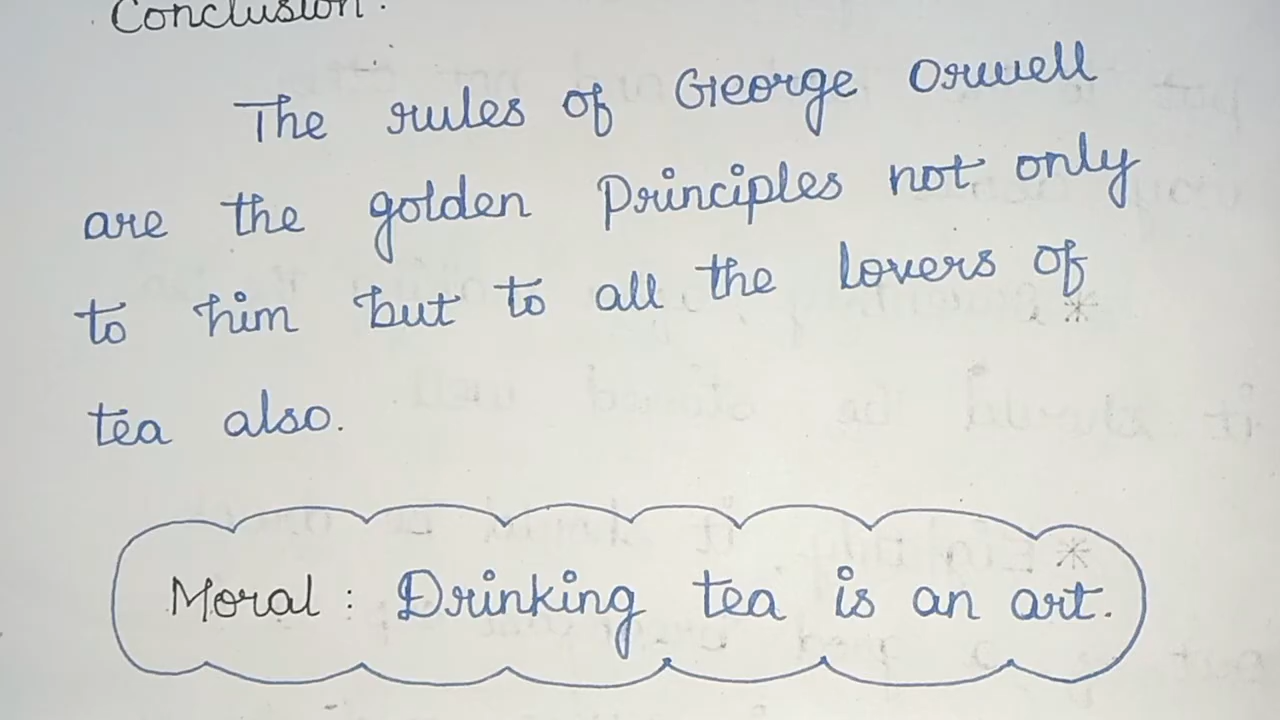 Conclusion:
The rules of George Orwell
are the golden Principles not only
to him but to all the lovers of
tea also.
Moral : Drinking tea is an art.